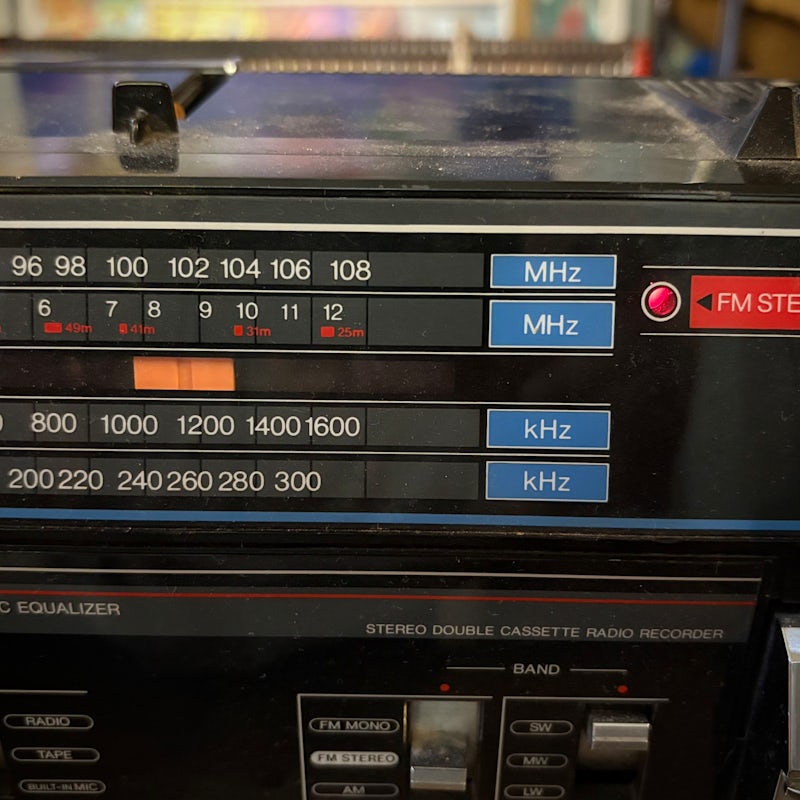 96 98 100 102 104 106 108 MHz
6 7 8 9 10 11 12 MHz
49m 41m 31m 25m
FM STE
800 1000 1200 1400 1600 kHz
200 220 240 260 280 300 kHz
C EQUALIZER
STEREO DOUBLE CASSETTE RADIO RECORDER
BAND
RADIO
TAPE
BUILT-IN MIC
FM MONO
FM STEREO
AM
SW
MW
LW